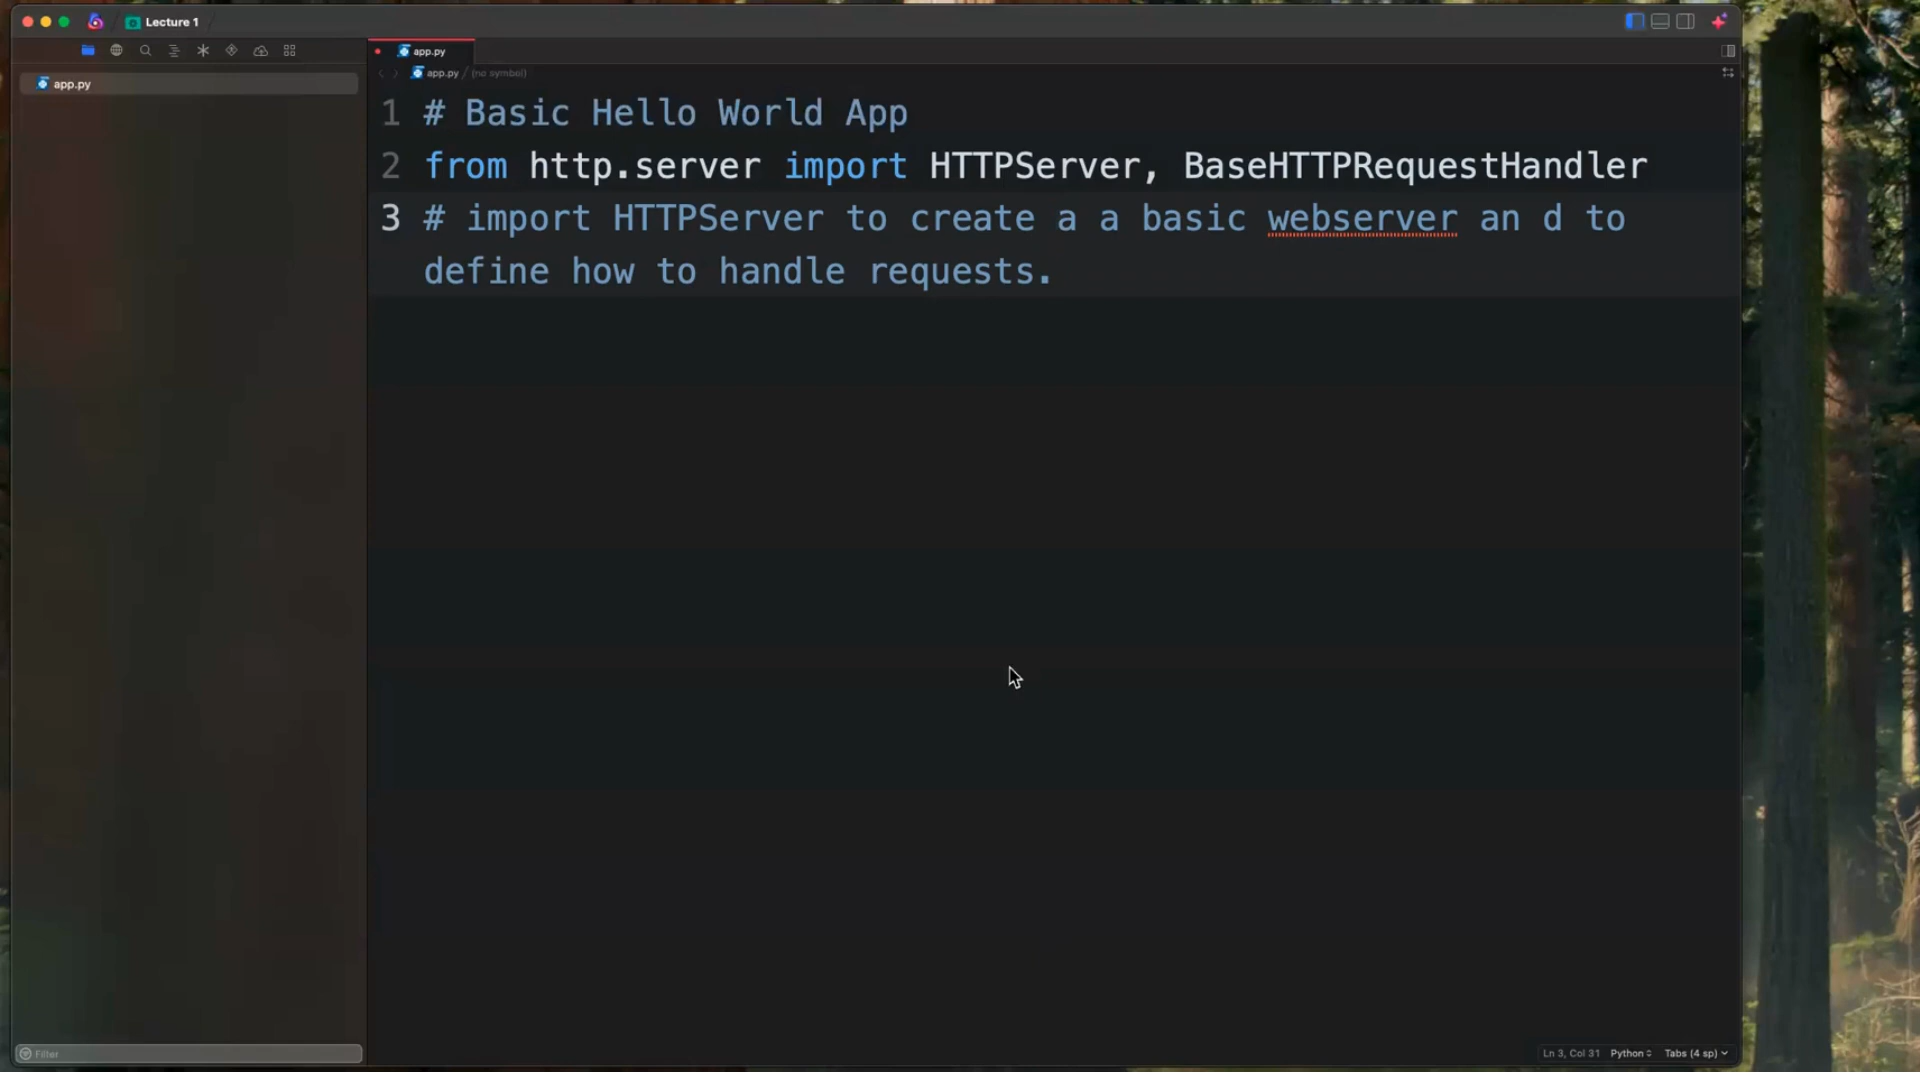 Lecture 1
app.py
app.py
app.py / (no symbol)
1 # Basic Hello World App
2 from http.server import HTTPServer, BaseHTTPRequestHandler
3 # import HTTPServer to create a a basic webserver an d to
define how to handle requests.
Filter
Ln 3, Col 31 Python Tabs (4 sp)